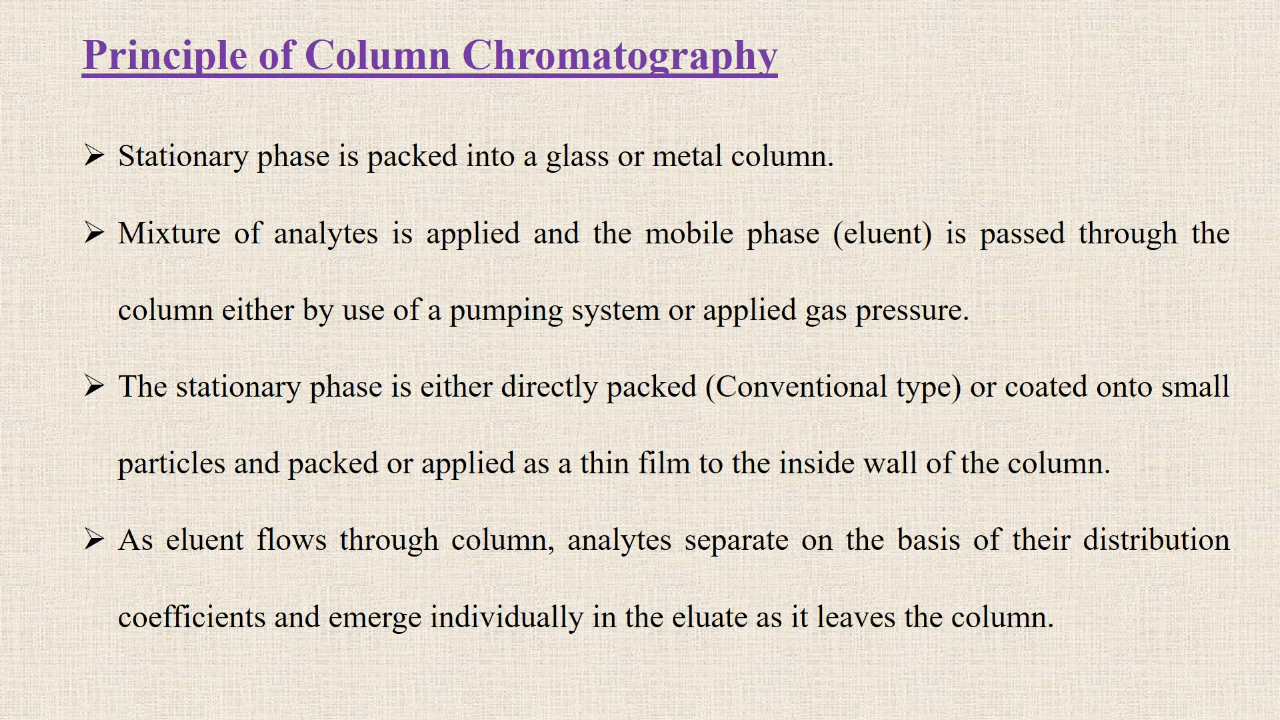 Principle of Column Chromatography
➢ Stationary phase is packed into a glass or metal column.
➢ Mixture of analytes is applied and the mobile phase (eluent) is passed through the
column either by use of a pumping system or applied gas pressure.
➢ The stationary phase is either directly packed (Conventional type) or coated onto small
particles and packed or applied as a thin film to the inside wall of the column.
➢ As eluent flows through column, analytes separate on the basis of their distribution
coefficients and emerge individually in the eluate as it leaves the column.